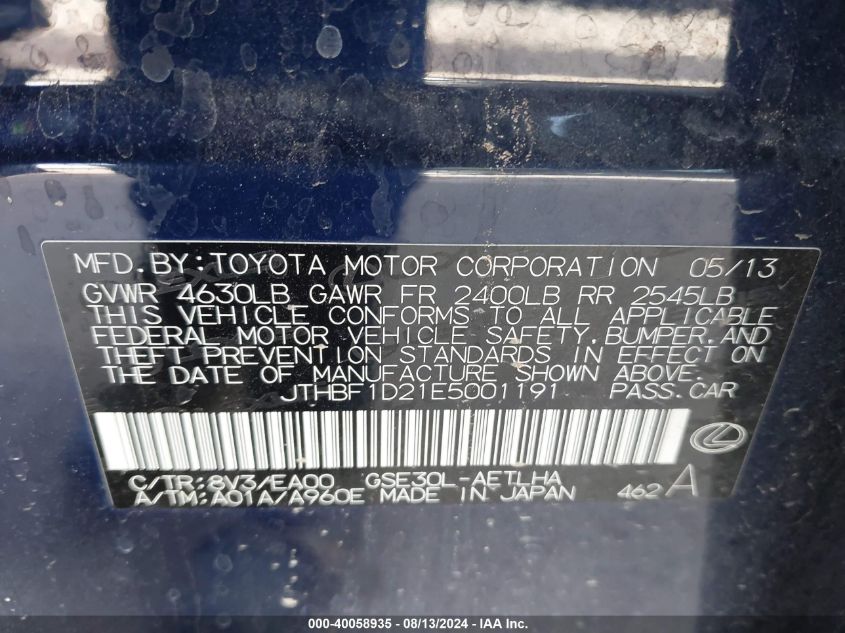 MFD. BY: TOYOTA MOTOR CORPORATION 05/13
GVWR 4630LB GAWR FR 2400LB RR 2545LB
THIS VEHICLE CONFORMS TO ALL APPLICABLE
FEDERAL MOTOR VEHICLE SAFETY, BUMPER, AND
THEFT PREVENTION STANDARDS IN EFFECT ON
THE DATE OF MANUFACTURE SHOWN ABOVE.
JTHBF1D21E5001191 PASS. CAR
C/TR: 8V3/EA00 GSE30L-AETLHA
A/TM: A01A/A960E MADE IN JAPAN 462 A
000-40058935 - 08/13/2024 - IAA Inc.